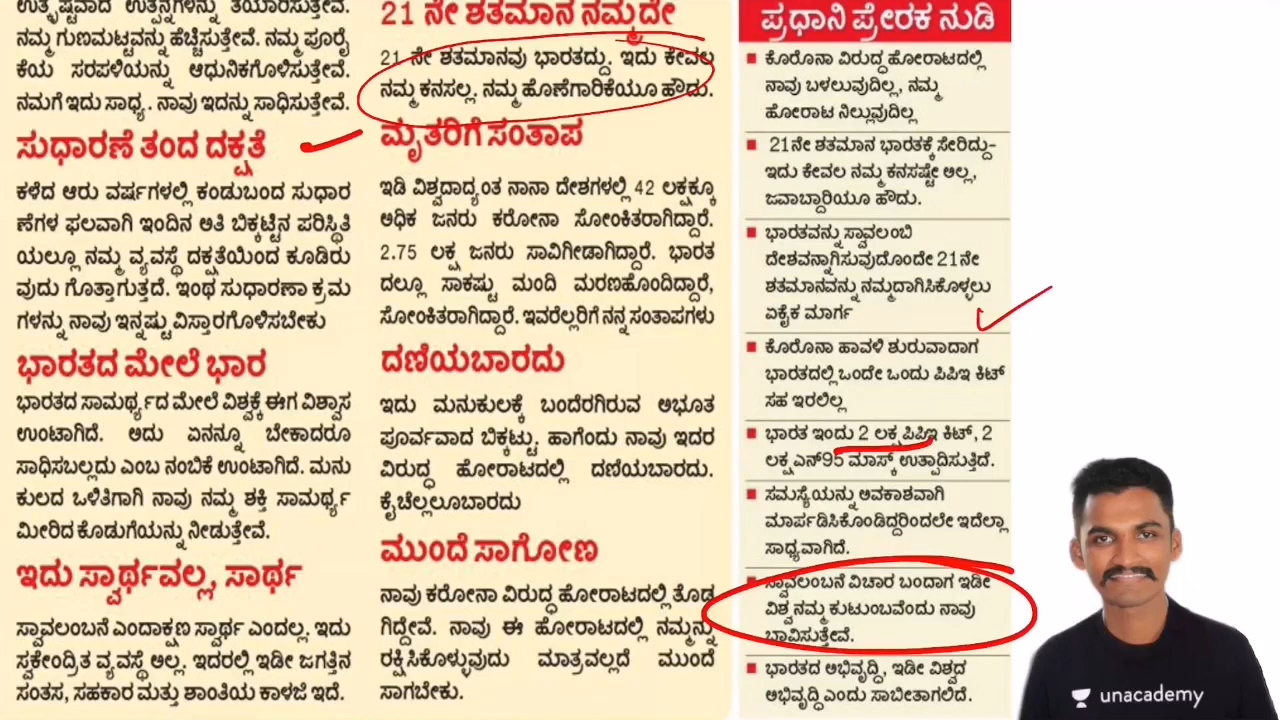 ಉತ್ಕೃಷ್ಟವಾದ ಉತ್ಪನ್ನಗಳನ್ನು ತಯಾರಿಸುತ್ತೇವೆ.
ನಮ್ಮ ಗುಣಮಟ್ಟವನ್ನು ಹೆಚ್ಚಿಸುತ್ತೇವೆ. ನಮ್ಮ ಪೂರೈ
ಕೆಯ ಸರಪಳಿಯನ್ನು ಆಧುನಿಕಗೊಳಿಸುತ್ತೇವೆ.
ನಮಗೆ ಇದು ಸಾಧ್ಯ. ನಾವು ಇದನ್ನು ಸಾಧಿಸುತ್ತೇವೆ.
ಸುಧಾರಣೆ ತಂದ ದಕ್ಷತೆ
ಕಳೆದ ಆರು ವರ್ಷಗಳಲ್ಲಿ ಕಂಡುಬಂದ ಸುಧಾರ
ಣೆಗಳ ಫಲವಾಗಿ ಇಂದಿನ ಅತಿ ಬಿಕ್ಕಟ್ಟಿನ ಪರಿಸ್ಥಿತಿ
ಯಲ್ಲೂ ನಮ್ಮ ವ್ಯವಸ್ಥೆ ದಕ್ಷತೆಯಿಂದ ಕೂಡಿರು
ವುದು ಗೊತ್ತಾಗುತ್ತದೆ. ಇಂಥ ಸುಧಾರಣಾ ಕ್ರಮ
ಗಳನ್ನು ನಾವು ಇನ್ನಷ್ಟು ವಿಸ್ತಾರಗೊಳಿಸಬೇಕು
ಭಾರತದ ಮೇಲೆ ಭಾರ
ಭಾರತದ ಸಾಮರ್ಥ್ಯದ ಮೇಲೆ ವಿಶ್ವಕ್ಕೆ ಈಗ ವಿಶ್ವಾಸ
ಉಂಟಾಗಿದೆ. ಅದು ಏನನ್ನೂ ಬೇಕಾದರೂ
ಸಾಧಿಸಬಲ್ಲದು ಎಂಬ ನಂಬಿಕೆ ಉಂಟಾಗಿದೆ. ಮನು
ಕುಲದ ಒಳಿತಿಗಾಗಿ ನಾವು ನಮ್ಮ ಶಕ್ತಿ ಸಾಮರ್ಥ್ಯ
ಮೀರಿದ ಕೊಡುಗೆಯನ್ನು ನೀಡುತ್ತೇವೆ.
ಇದು ಸ್ವಾರ್ಥವಲ್ಲ, ಸಾರ್ಥ
ಸ್ವಾವಲಂಬನೆ ಎಂದಾಕ್ಷಣ ಸ್ವಾರ್ಥ ಎಂದಲ್ಲ. ಇದು
ಸ್ವಕೇಂದ್ರಿತ ವ್ಯವಸ್ಥೆ ಅಲ್ಲ. ಇದರಲ್ಲಿ ಇಡೀ ಜಗತ್ತಿನ
ಸಂತಸ, ಸಹಕಾರ ಮತ್ತು ಶಾಂತಿಯ ಕಾಳಜಿ ಇದೆ.
21 ನೇ ಶತಮಾನ ನಮ್ಮದೇ
21 ನೇ ಶತಮಾನವು ಭಾರತದ್ದು. ಇದು ಕೇವಲ
ನಮ್ಮ ಕನಸಲ್ಲ. ನಮ್ಮ ಹೊಣೆಗಾರಿಕೆಯೂ ಹೌದು.
ಮೃತರಿಗೆ ಸಂತಾಪ
ಇಡಿ ವಿಶ್ವದಾದ್ಯಂತ ನಾನಾ ದೇಶಗಳಲ್ಲಿ 42 ಲಕ್ಷಕ್ಕೂ
ಅಧಿಕ ಜನರು ಕರೋನಾ ಸೋಂಕಿತರಾಗಿದ್ದಾರೆ.
2.75 ಲಕ್ಷ ಜನರು ಸಾವಿಗೀಡಾಗಿದ್ದಾರೆ. ಭಾರತ
ದಲ್ಲೂ ಸಾಕಷ್ಟು ಮಂದಿ ಮರಣಹೊಂದಿದ್ದಾರೆ,
ಸೋಂಕಿತರಾಗಿದ್ದಾರೆ. ಇವರೆಲ್ಲರಿಗೆ ನನ್ನ ಸಂತಾಪಗಳು
ದಣಿಯಬಾರದು
ಇದು ಮನುಕುಲಕ್ಕೆ ಬಂದೆರಗಿರುವ ಅಭೂತ
ಪೂರ್ವವಾದ ಬಿಕ್ಕಟ್ಟು. ಹಾಗೆಂದು ನಾವು ಇದರ
ವಿರುದ್ಧ ಹೋರಾಟದಲ್ಲಿ ದಣಿಯಬಾರದು.
ಕೈಚೆಲ್ಲಲೂಬಾರದು
ಮುಂದೆ ಸಾಗೋಣ
ನಾವು ಕರೋನಾ ವಿರುದ್ಧ ಹೋರಾಟದಲ್ಲಿ ತೊಡ
ಗಿದ್ದೇವೆ. ನಾವು ಈ ಹೋರಾಟದಲ್ಲಿ ನಮ್ಮನ್ನು
ರಕ್ಷಿಸಿಕೊಳ್ಳುವುದು ಮಾತ್ರವಲ್ಲದೆ ಮುಂದೆ
ಸಾಗಬೇಕು.
ಪ್ರಧಾನಿ ಪ್ರೇರಕ ನುಡಿ
ಕೊರೊನಾ ವಿರುದ್ಧ ಹೋರಾಟದಲ್ಲಿ
ನಾವು ಬಳಲುವುದಿಲ್ಲ, ನಮ್ಮ
ಹೋರಾಟ ನಿಲ್ಲುವುದಿಲ್ಲ
21ನೇ ಶತಮಾನ ಭಾರತಕ್ಕೆ ಸೇರಿದ್ದು-
ಇದು ಕೇವಲ ನಮ್ಮ ಕನಸಷ್ಟೇ ಅಲ್ಲ,
ಜವಾಬ್ದಾರಿಯೂ ಹೌದು.
ಭಾರತವನ್ನು ಸ್ವಾವಲಂಬಿ
ದೇಶವನ್ನಾಗಿಸುವುದೊಂದೇ 21ನೇ
ಶತಮಾನವನ್ನು ನಮ್ಮದಾಗಿಸಿಕೊಳ್ಳಲು
ಏಕೈಕ ಮಾರ್ಗ
ಕೊರೊನಾ ಹಾವಳಿ ಶುರುವಾದಾಗ
ಭಾರತದಲ್ಲಿ ಒಂದೇ ಒಂದು ಪಿಪಿಇ ಕಿಟ್
ಸಹ ಇರಲಿಲ್ಲ
ಭಾರತ ಇಂದು 2 ಲಕ್ಷ ಪಿಪಿಇ ಕಿಟ್, 2
ಲಕ್ಷ ಎನ್95 ಮಾಸ್ಕ್ ಉತ್ಪಾದಿಸುತ್ತಿದೆ.
ಸಮಸ್ಯೆಯನ್ನು ಅವಕಾಶವಾಗಿ
ಮಾರ್ಪಡಿಸಿಕೊಂಡಿದ್ದರಿಂದಲೇ ಇದೆಲ್ಲಾ
ಸಾಧ್ಯವಾಗಿದೆ.
ಸ್ವಾವಲಂಬನೆ ವಿಚಾರ ಬಂದಾಗ ಇಡೀ
ವಿಶ್ವ ನಮ್ಮ ಕುಟುಂಬವೆಂದು ನಾವು
ಭಾವಿಸುತ್ತೇವೆ.
ಭಾರತದ ಅಭಿವೃದ್ಧಿ, ಇಡೀ ವಿಶ್ವದ
ಅಭಿವೃದ್ಧಿ ಎಂದು ಸಾಬೀತಾಗಲಿದೆ.
unacademy